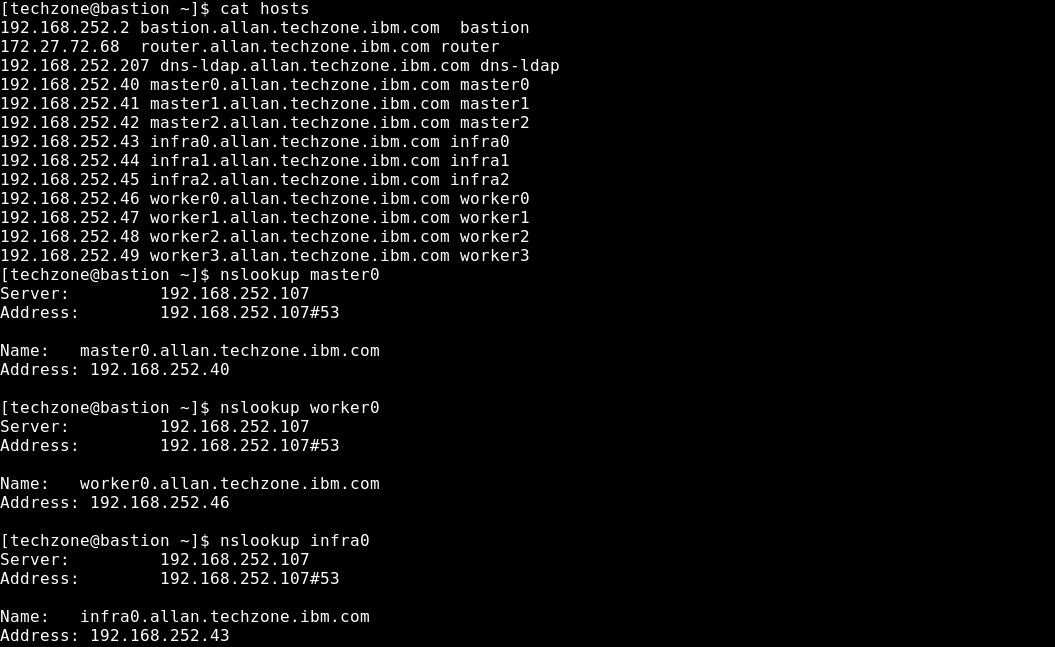 [techzone@bastion ~]$ cat hosts
192.168.252.2 bastion.allan.techzone.ibm.com  bastion
172.27.72.68  router.allan.techzone.ibm.com router
192.168.252.207 dns-ldap.allan.techzone.ibm.com dns-ldap
192.168.252.40 master0.allan.techzone.ibm.com master0
192.168.252.41 master1.allan.techzone.ibm.com master1
192.168.252.42 master2.allan.techzone.ibm.com master2
192.168.252.43 infra0.allan.techzone.ibm.com infra0
192.168.252.44 infra1.allan.techzone.ibm.com infra1
192.168.252.45 infra2.allan.techzone.ibm.com infra2
192.168.252.46 worker0.allan.techzone.ibm.com worker0
192.168.252.47 worker1.allan.techzone.ibm.com worker1
192.168.252.48 worker2.allan.techzone.ibm.com worker2
192.168.252.49 worker3.allan.techzone.ibm.com worker3
[techzone@bastion ~]$ nslookup master0
Server:         192.168.252.107
Address:        192.168.252.107#53

Name:   master0.allan.techzone.ibm.com
Address: 192.168.252.40

[techzone@bastion ~]$ nslookup worker0
Server:         192.168.252.107
Address:        192.168.252.107#53

Name:   worker0.allan.techzone.ibm.com
Address: 192.168.252.46

[techzone@bastion ~]$ nslookup infra0
Server:         192.168.252.107
Address:        192.168.252.107#53

Name:   infra0.allan.techzone.ibm.com
Address: 192.168.252.43